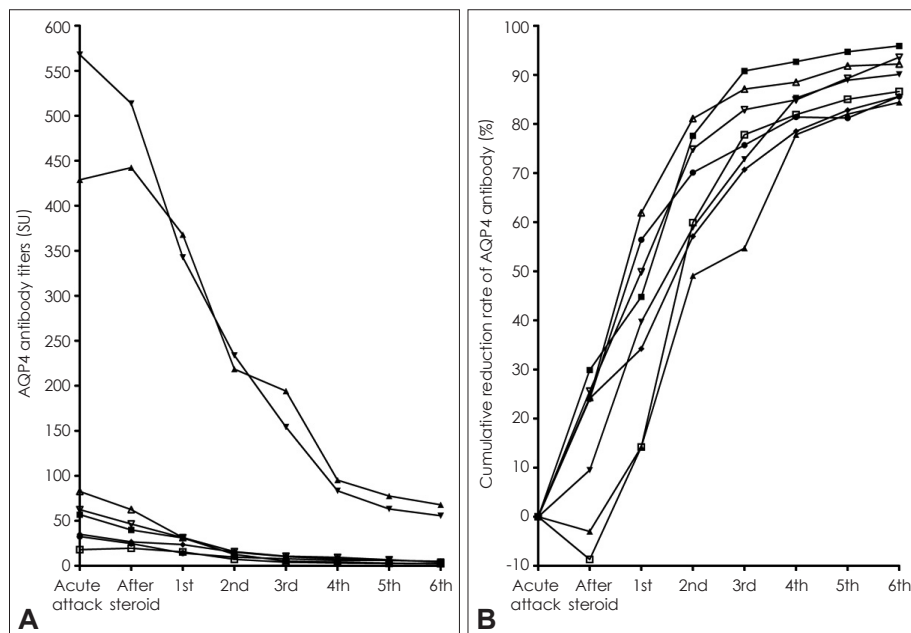 600
550
500
450
400
350
300
250
200
150
100
50
0
AQP4 antibody titers (SU)
Acute attack
After steroid
1st
2nd
3rd
4th
5th
6th
A
100
90
80
70
60
50
40
30
20
10
0
-10
Cumulative reduction rate of AQP4 antibody (%)
Acute attack
After steroid
1st
2nd
3rd
4th
5th
6th
B